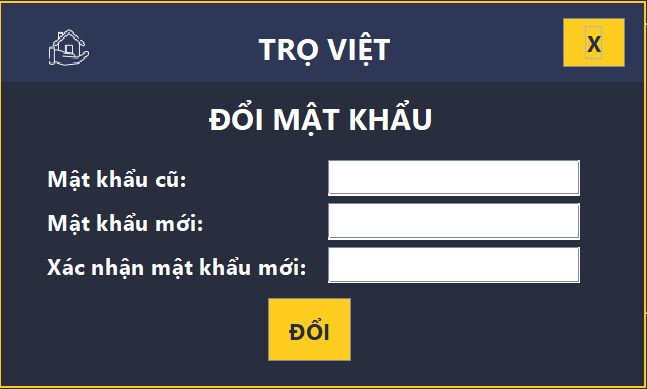 TRỌ VIỆT
X
ĐỔI MẬT KHẨU
Mật khẩu cũ:
Mật khẩu mới:
Xác nhận mật khẩu mới:
ĐỔI